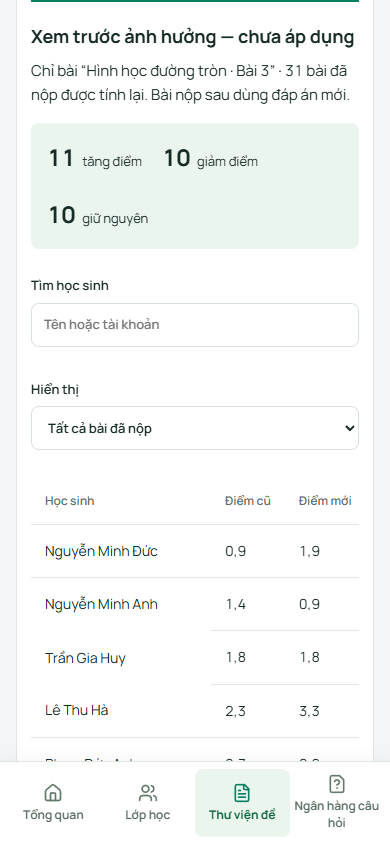 Xem trước ảnh hưởng — chưa áp dụng
Chỉ bài “Hình học đường tròn · Bài 3” · 31 bài đã
nộp được tính lại. Bài nộp sau dùng đáp án mới.
11 tăng điểm 10 giảm điểm
10 giữ nguyên
Tìm học sinh
Tên hoặc tài khoản
Hiển thị
Tất cả bài đã nộp
Học sinh Điểm cũ Điểm mới
Nguyễn Minh Đức 0,9 1,9
Nguyễn Minh Anh 1,4 0,9
Trần Gia Huy 1,8 1,8
Lê Thu Hà 2,3 3,3
Tổng quan Lớp học Thư viện đề Ngân hàng câu
hỏi